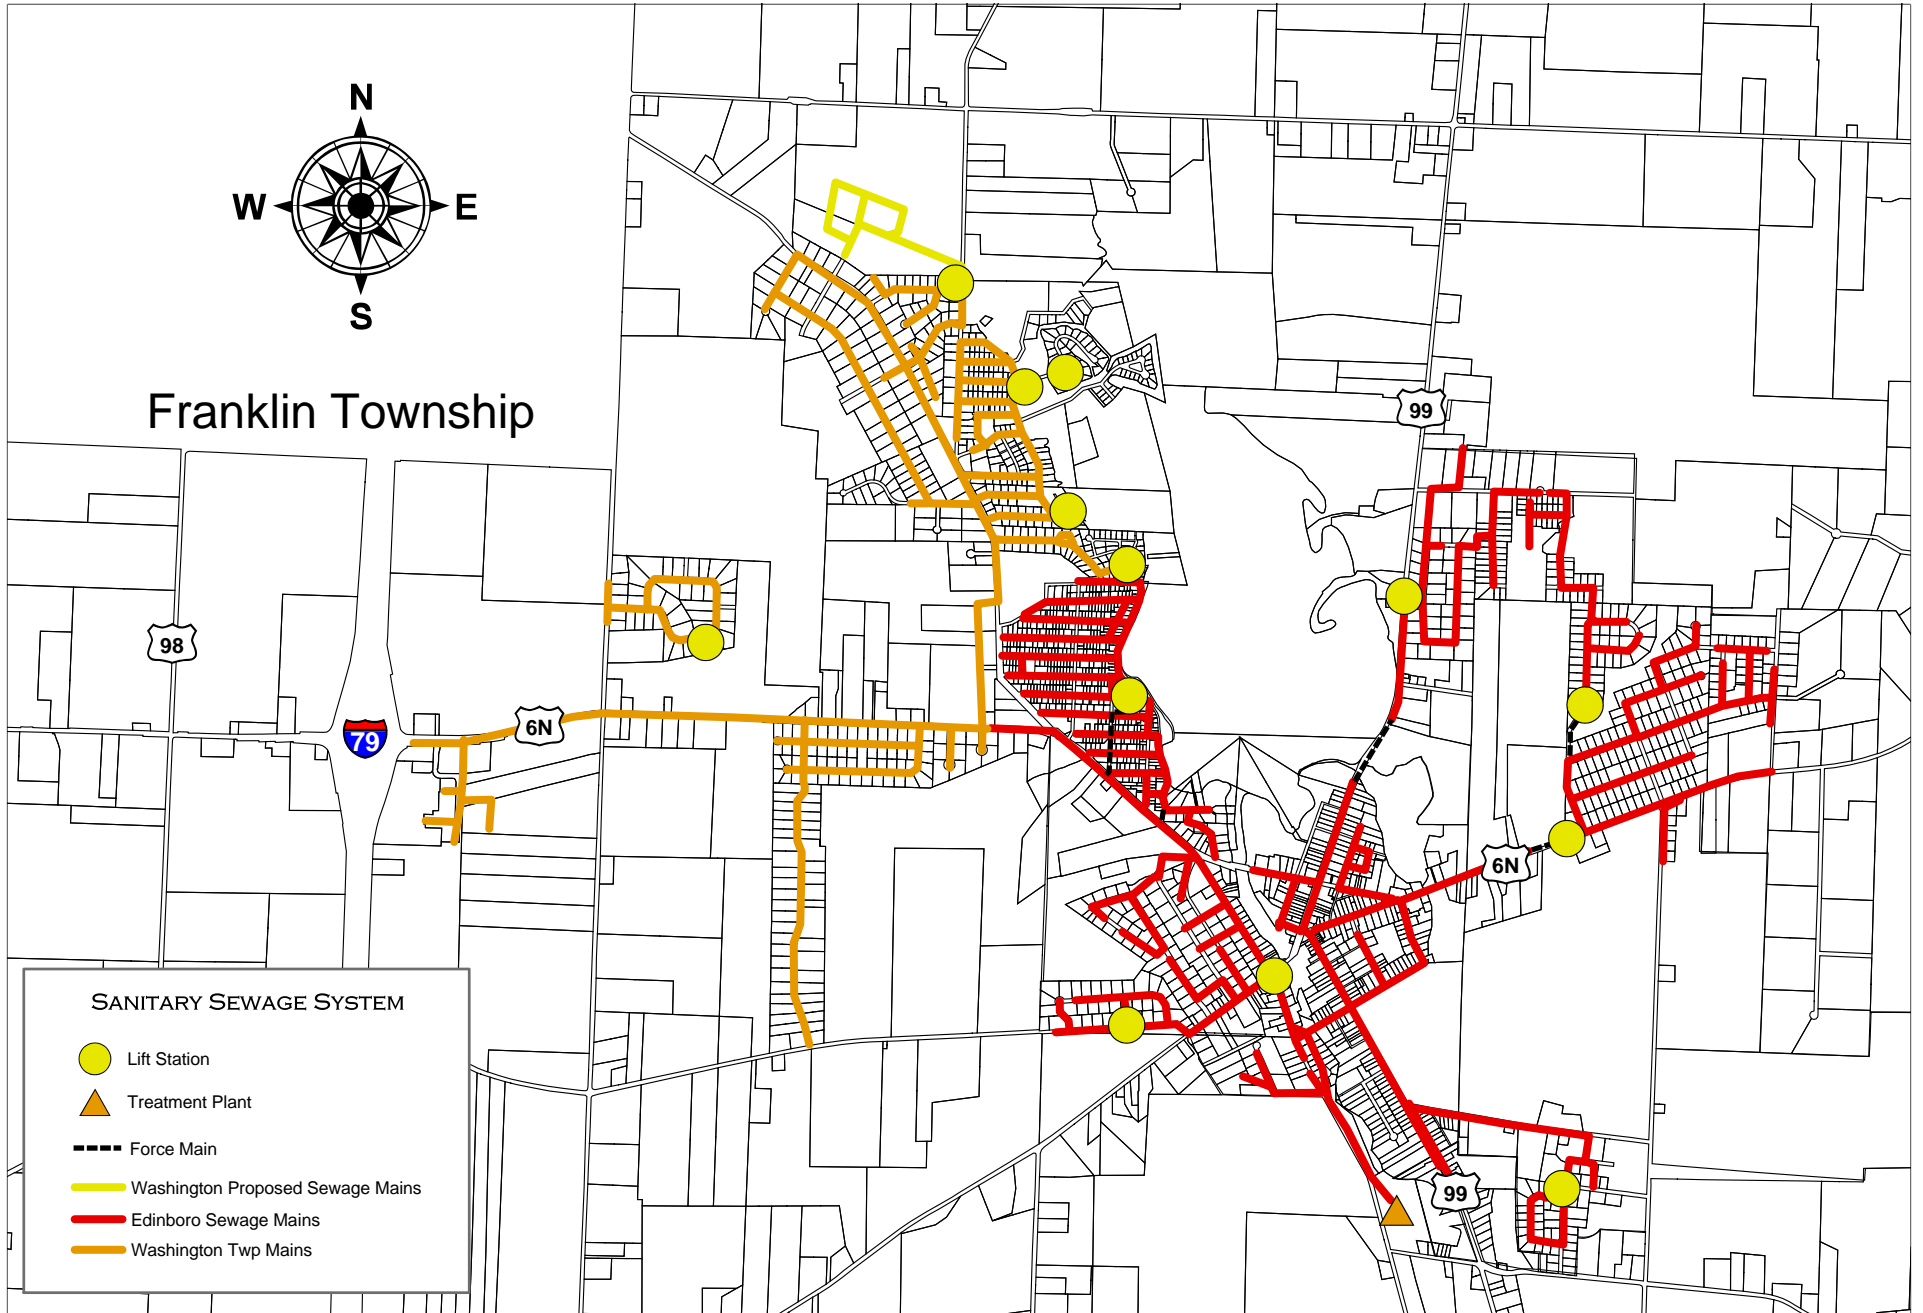 N
W
E
S
Franklin Township
99
98
6N
79
6N
99
SANITARY SEWAGE SYSTEM
Lift Station
Treatment Plant
Force Main
Washington Proposed Sewage Mains
Edinboro Sewage Mains
Washington Twp Mains